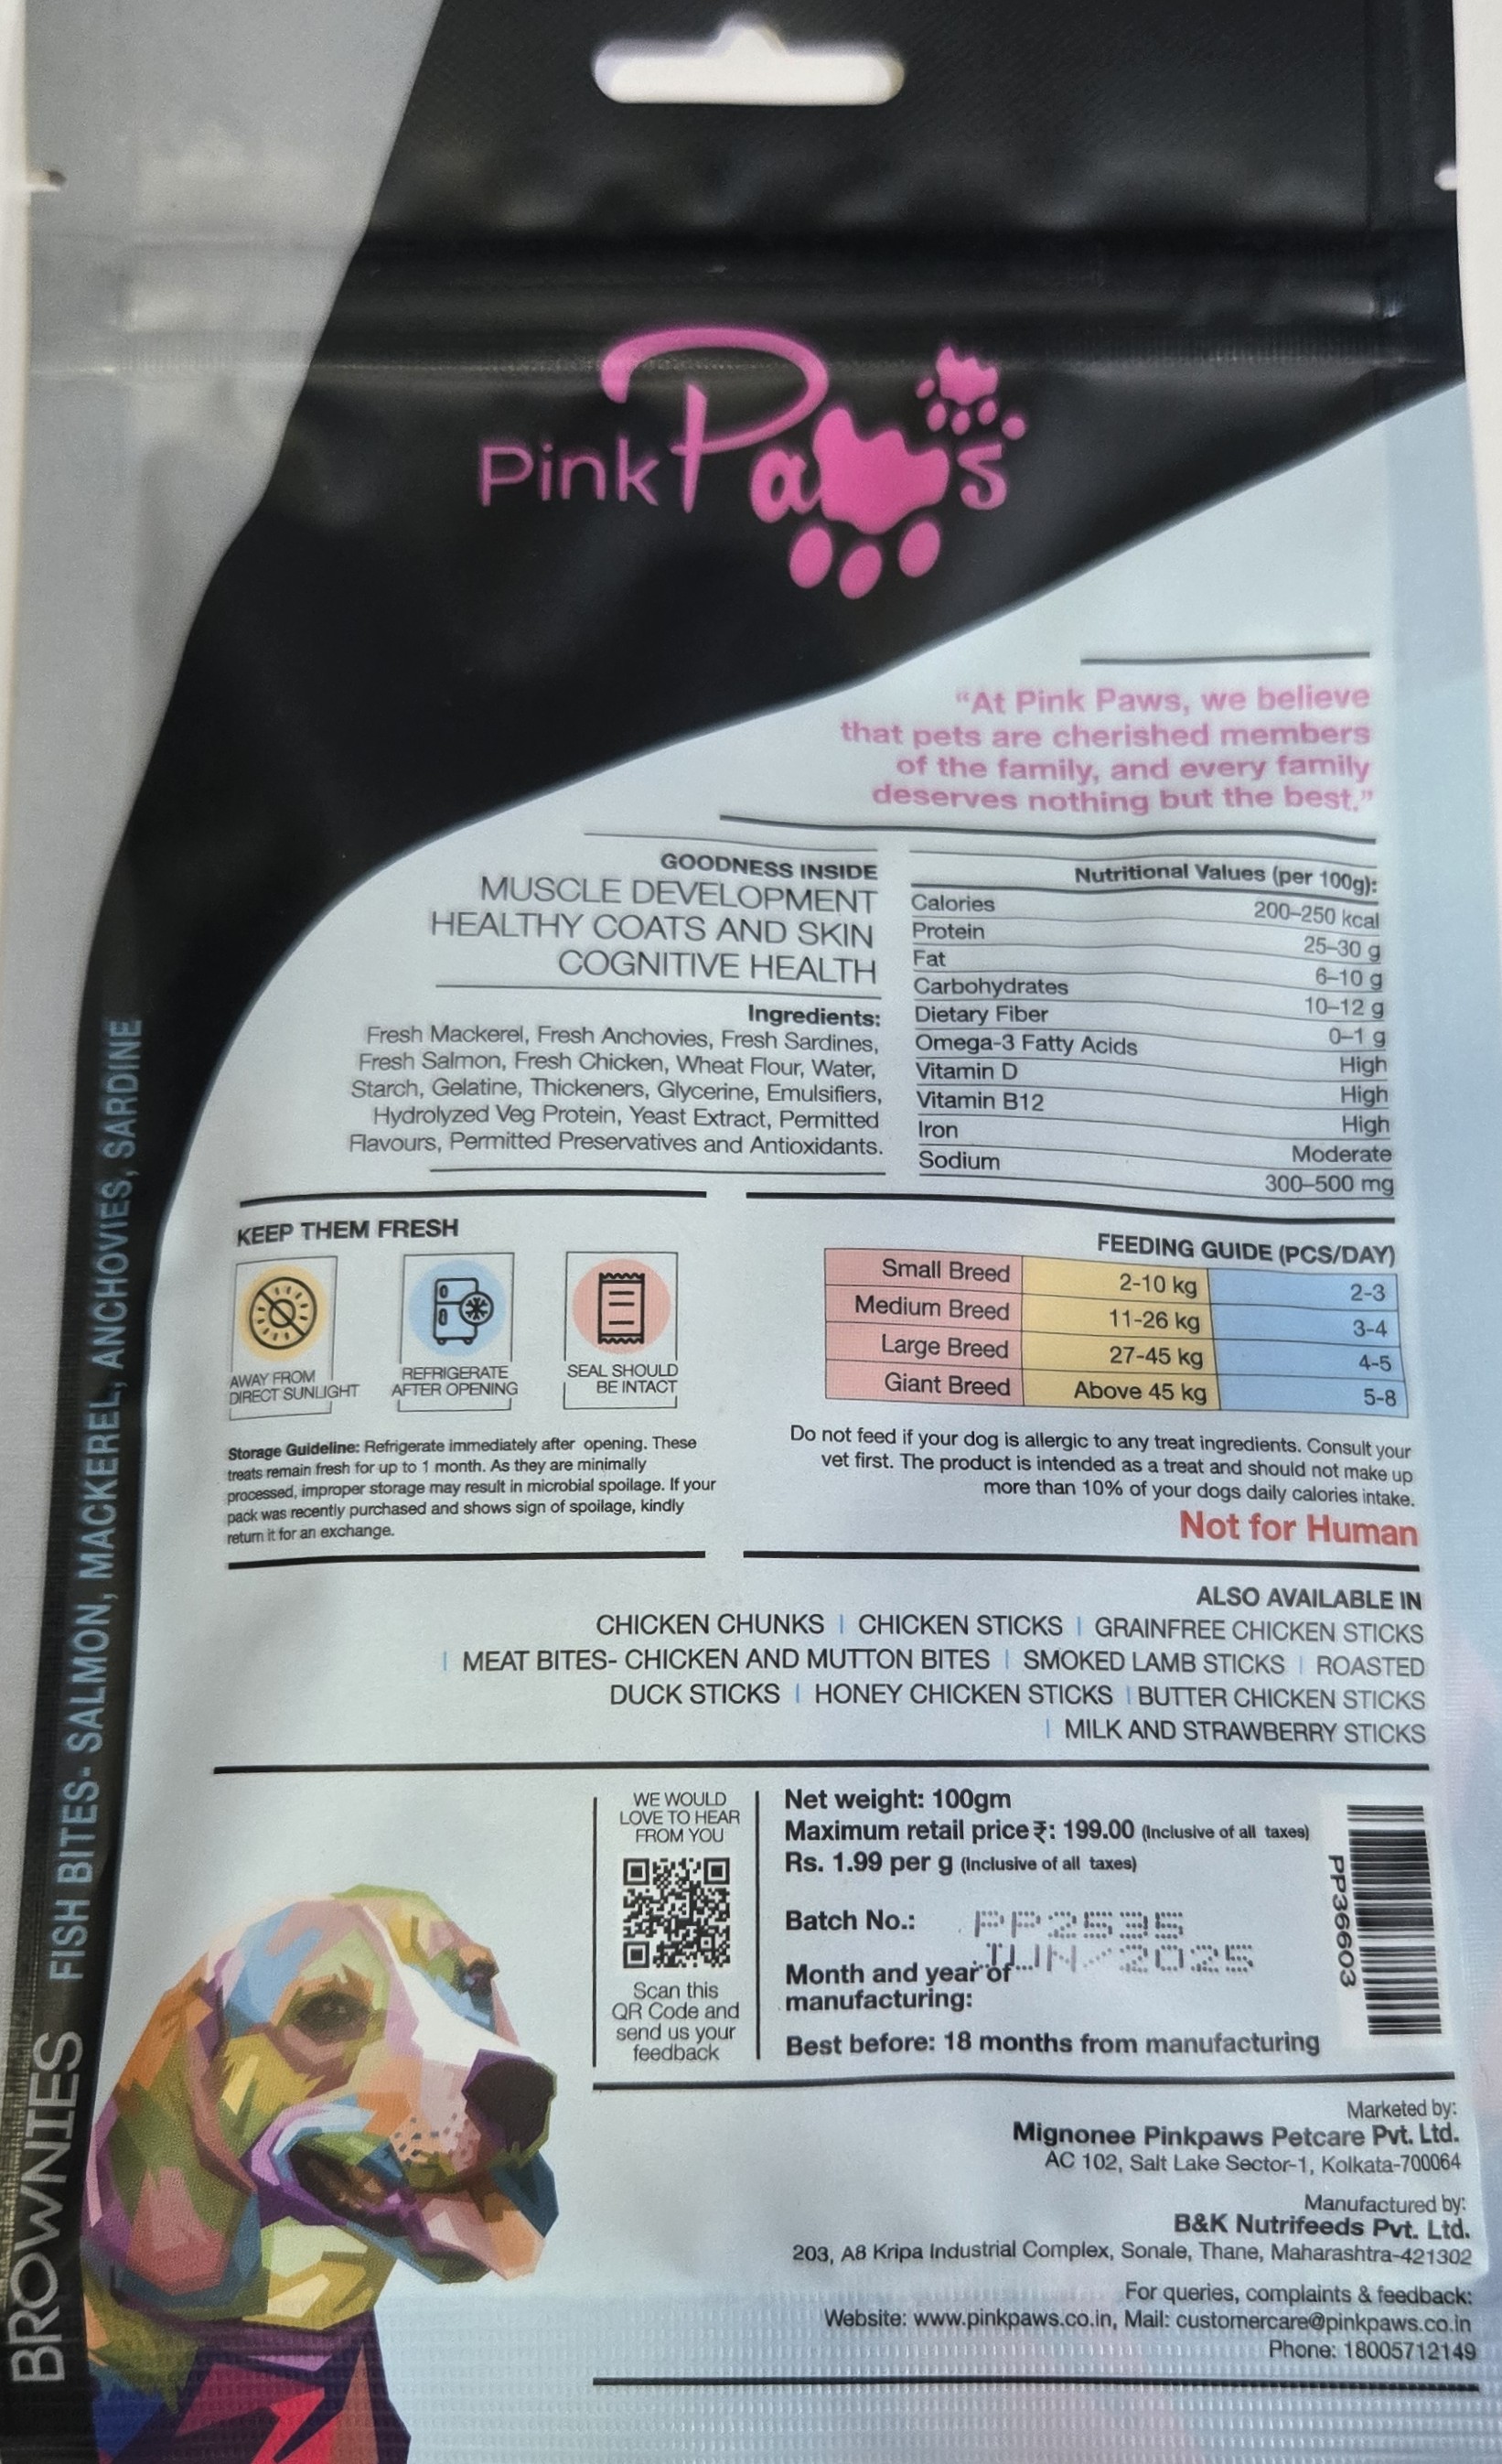 Pink Paws
"At Pink Paws, we believe
that pets are cherished members
of the family, and every family
deserves nothing but the best."
GOODNESS INSIDE
MUSCLE DEVELOPMENT
HEALTHY COATS AND SKIN
COGNITIVE HEALTH
Ingredients:
Fresh Mackerel, Fresh Anchovies, Fresh Sardines,
Fresh Salmon, Fresh Chicken, Wheat Flour, Water,
Starch, Gelatine, Thickeners, Glycerine, Emulsifiers,
Hydrolyzed Veg Protein, Yeast Extract, Permitted
Flavours, Permitted Preservatives and Antioxidants.
Nutritional Values (per 100g):
Calories 200–250 kcal
Protein 25–30 g
Fat 6–10 g
Carbohydrates 10–12 g
Dietary Fiber 0–1 g
Omega-3 Fatty Acids High
Vitamin D High
Vitamin B12 High
Iron Moderate
Sodium 300–500 mg
KEEP THEM FRESH
AWAY FROM
DIRECT SUNLIGHT
REFRIGERATE
AFTER OPENING
SEAL SHOULD
BE INTACT
Storage Guideline: Refrigerate immediately after opening. These
treats remain fresh for up to 1 month. As they are minimally
processed, improper storage may result in microbial spoilage. If your
pack was recently purchased and shows sign of spoilage, kindly
return it for an exchange.
FEEDING GUIDE (PCS/DAY)
Small Breed 2-10 kg 2-3
Medium Breed 11-26 kg 3-4
Large Breed 27-45 kg 4-5
Giant Breed Above 45 kg 5-8
Do not feed if your dog is allergic to any treat ingredients. Consult your
vet first. The product is intended as a treat and should not make up
more than 10% of your dogs daily calories intake.
Not for Human
ALSO AVAILABLE IN
CHICKEN CHUNKS | CHICKEN STICKS | GRAINFREE CHICKEN STICKS
| MEAT BITES- CHICKEN AND MUTTON BITES | SMOKED LAMB STICKS | ROASTED
DUCK STICKS | HONEY CHICKEN STICKS | BUTTER CHICKEN STICKS
| MILK AND STRAWBERRY STICKS
WE WOULD
LOVE TO HEAR
FROM YOU
Scan this
QR Code and
send us your
feedback
Net weight: 100gm
Maximum retail price ₹: 199.00 (Inclusive of all taxes)
Rs. 1.99 per g (Inclusive of all taxes)
Batch No.: PP2535
JUN/2025
Month and year of
manufacturing:
Best before: 18 months from manufacturing
PP36603
Marketed by:
Mignonee Pinkpaws Petcare Pvt. Ltd.
AC 102, Salt Lake Sector-1, Kolkata-700064
Manufactured by:
B&K Nutrifeeds Pvt. Ltd.
203, A8 Kripa Industrial Complex, Sonale, Thane, Maharashtra-421302
For queries, complaints & feedback:
Website: www.pinkpaws.co.in, Mail: customercare@pinkpaws.co.in
Phone: 18005712149
BROWNIES FISH BITES- SALMON, MACKEREL, ANCHOVIES, SARDINE